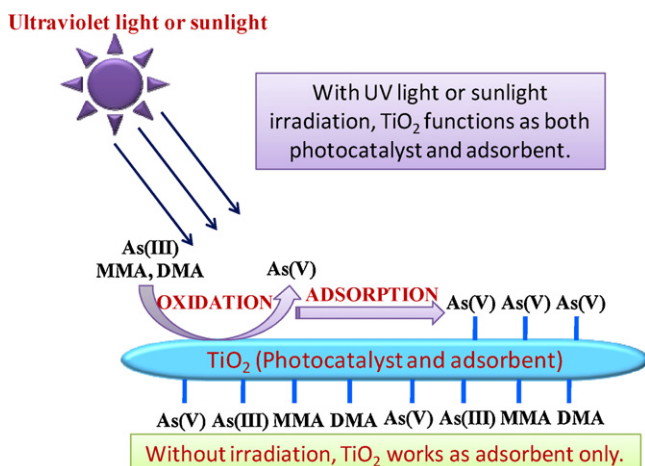 Ultraviolet light or sunlight
With UV light or sunlight
irradiation, TiO₂ functions as both
photocatalyst and adsorbent.
As(III)
MMA, DMA
As(V)
OXIDATION
ADSORPTION
As(V) As(V) As(V)
TiO₂ (Photocatalyst and adsorbent)
As(V) As(III) MMA DMA As(V) As(III) MMA DMA
Without irradiation, TiO₂ works as adsorbent only.